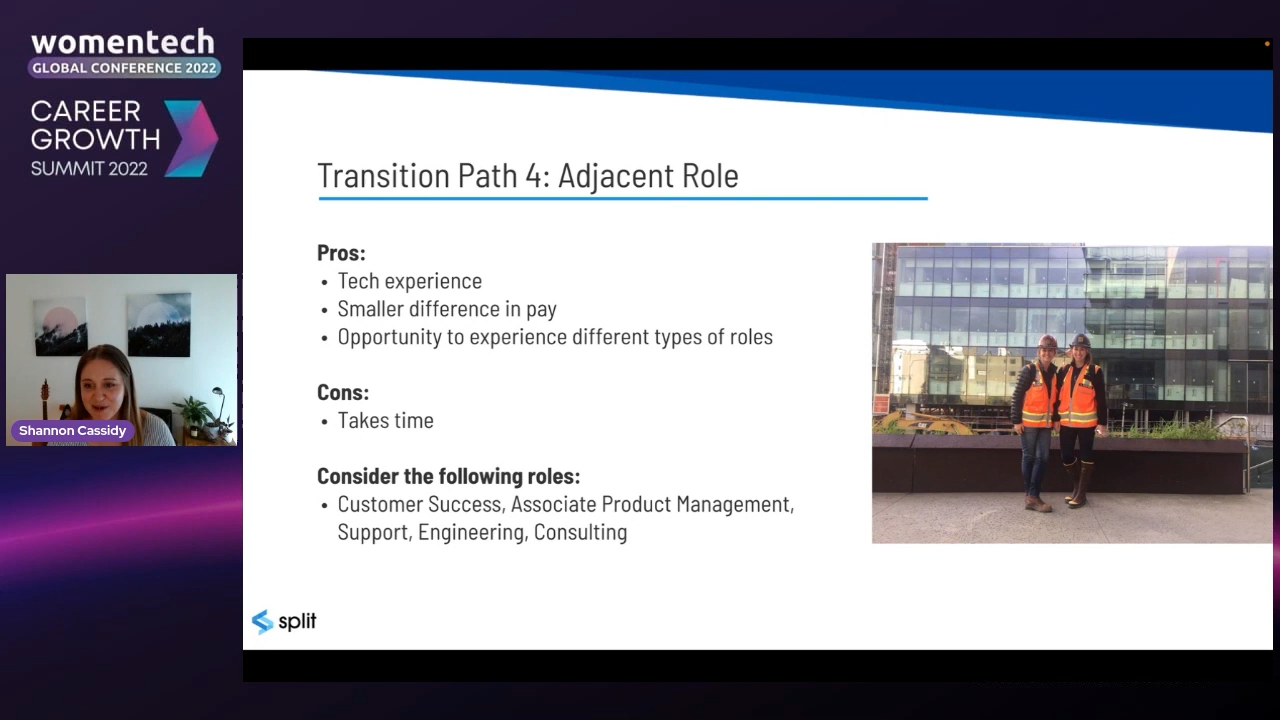 womentech
GLOBAL CONFERENCE 2022
CAREER
GROWTH
SUMMIT 2022
Shannon Cassidy
Transition Path 4: Adjacent Role
Pros:
• Tech experience
• Smaller difference in pay
• Opportunity to experience different types of roles
Cons:
• Takes time
Consider the following roles:
• Customer Success, Associate Product Management,
Support, Engineering, Consulting
split